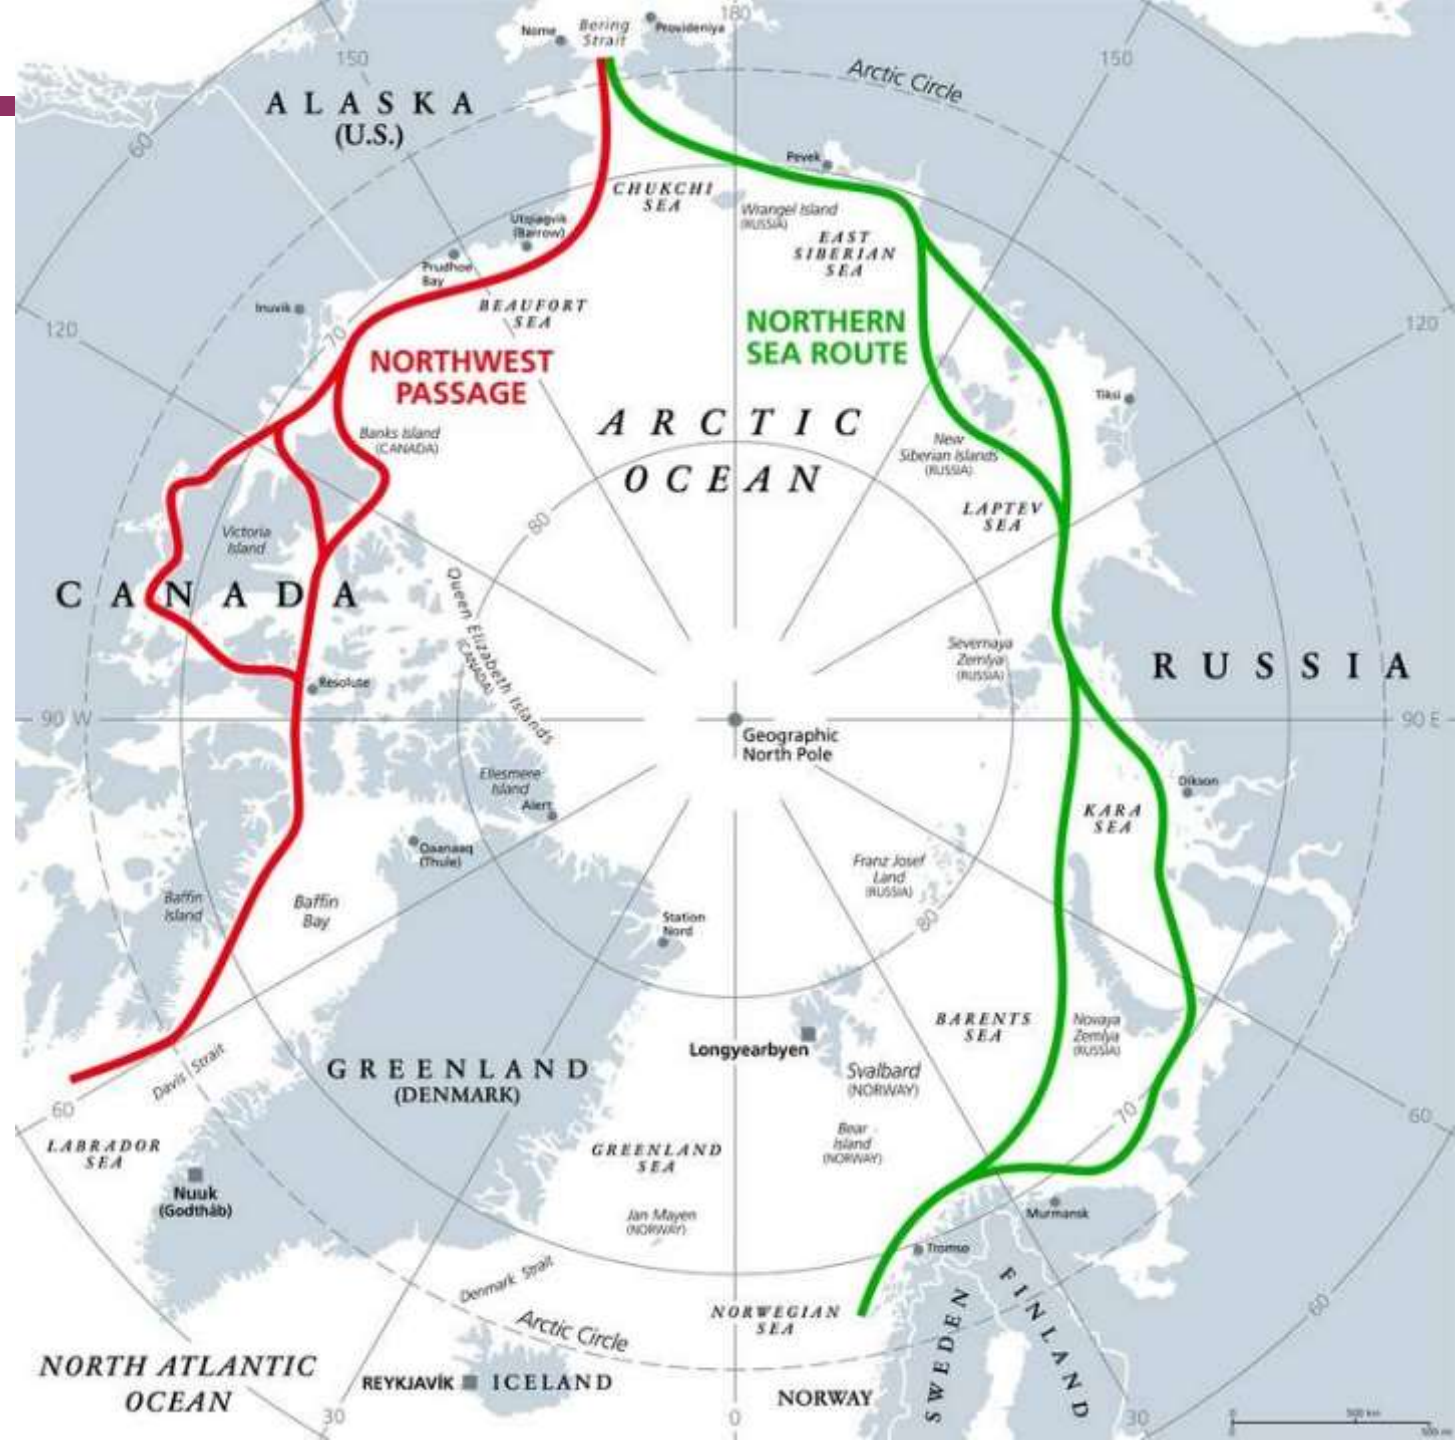 180
Nome
Bering
Strait
Provideniya
150
150
Arctic Circle
ALASKA
(U.S.)
60
Pevek
CHUKCHI
SEA
Wrangel Island
(RUSSIA)
Utqiagvik
(Barrow)
EAST
SIBERIAN
SEA
Prudhoe
Bay
Inuvik
BEAUFORT
SEA
120
70
NORTHERN
SEA ROUTE
120
NORTHWEST
PASSAGE
Tiksi
ARCTIC
OCEAN
Banks Island
(CANADA)
New
Siberian Islands
(RUSSIA)
80
LAPTEV
SEA
Victoria
Island
CANADA
Queen Elizabeth Islands
(CANADA)
Severnaya
Zemlya
(RUSSIA)
RUSSIA
Resolute
90 W
90 E
Geographic
North Pole
Ellesmere
Island
Alert
Dikson
KARA
SEA
Qaanaaq
(Thule)
Franz Josef
Land
(RUSSIA)
80
Baffin
Island
Baffin
Bay
Station
Nord
BARENTS
SEA
Novaya
Zemlya
(RUSSIA)
Longyearbyen
Svalbard
(NORWAY)
Davis Strait
GREENLAND
(DENMARK)
60
70
60
LABRADOR
SEA
GREENLAND
SEA
Bear
Island
(NORWAY)
Nuuk
(Godthåb)
Jan Mayen
(NORWAY)
Murmansk
Tromsø
Denmark Strait
Arctic Circle
NORWEGIAN
SEA
SWEDEN
FINLAND
60
NORTH ATLANTIC
OCEAN
REYKJAVÍK
ICELAND
NORWAY
30
0
30
0
500 km
500 mi